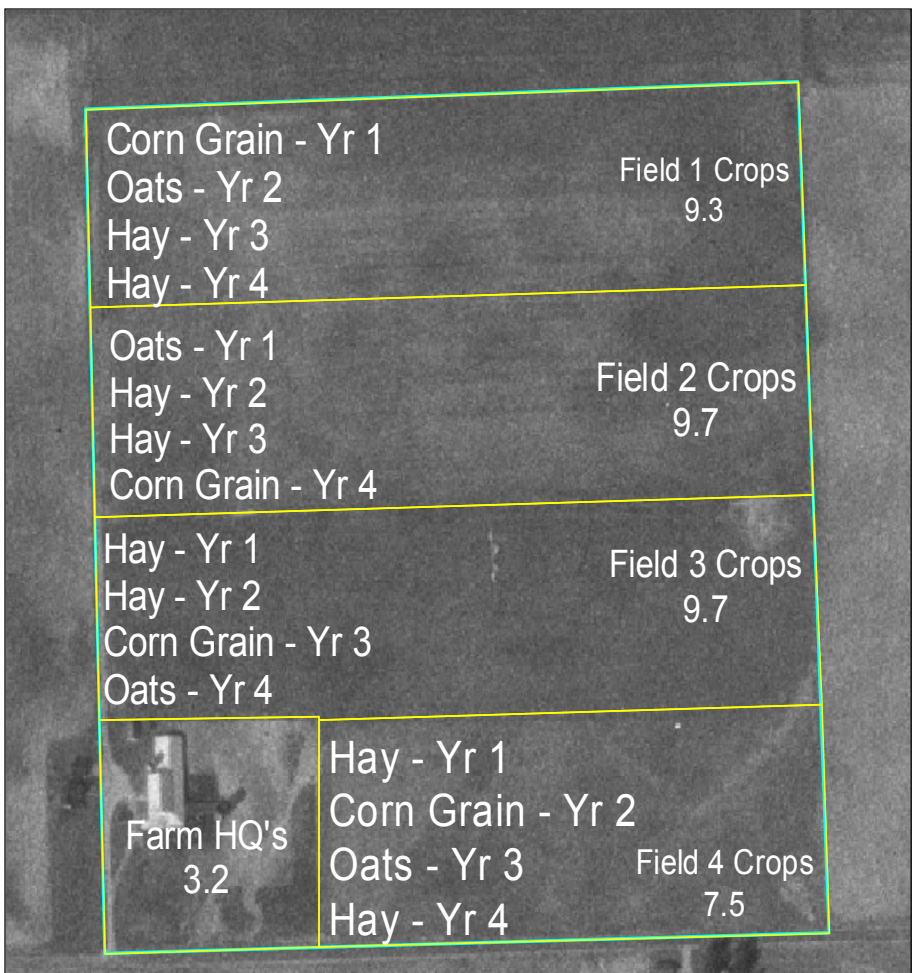 Corn Grain - Yr 1
Oats - Yr 2
Hay - Yr 3
Hay - Yr 4
Field 1 Crops
9.3
Oats - Yr 1
Hay - Yr 2
Hay - Yr 3
Corn Grain - Yr 4
Field 2 Crops
9.7
Hay - Yr 1
Hay - Yr 2
Corn Grain - Yr 3
Oats - Yr 4
Field 3 Crops
9.7
Farm HQ's
3.2
Hay - Yr 1
Corn Grain - Yr 2
Oats - Yr 3
Hay - Yr 4
Field 4 Crops
7.5